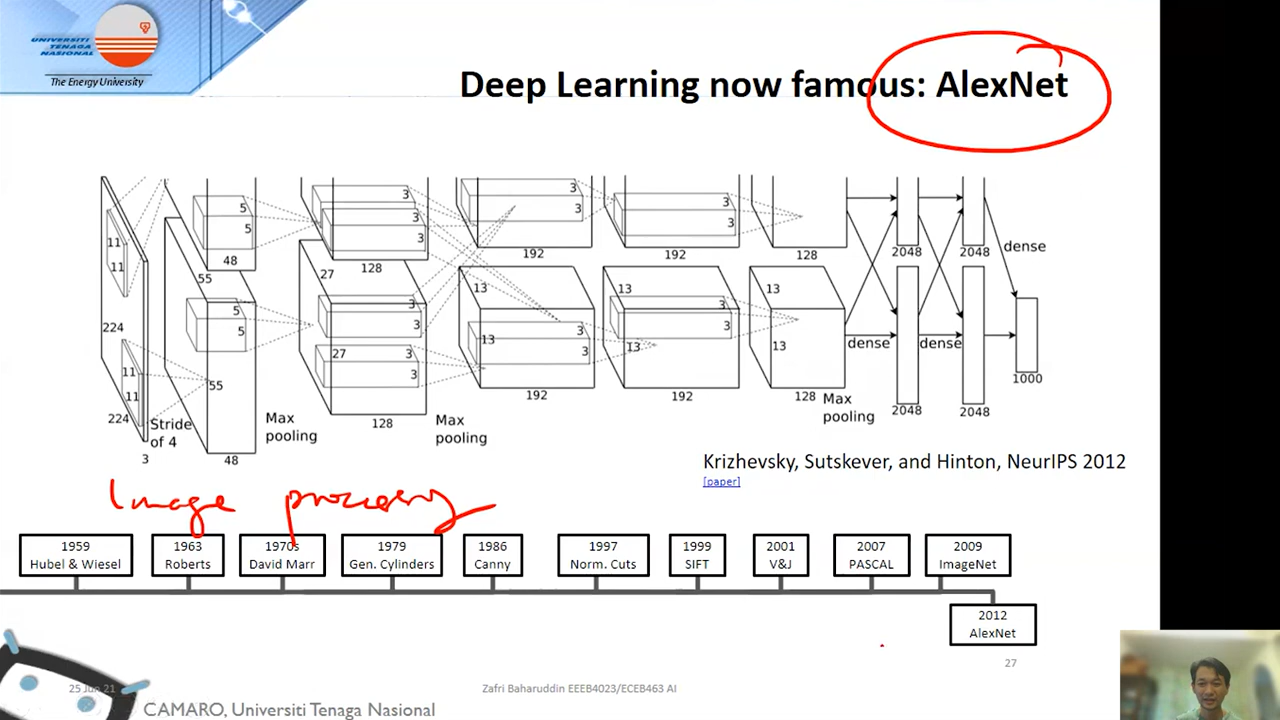 UNIVERSITI
TENAGA
NASIONAL
The Energy University
Deep Learning now famous: AlexNet
11
11
224
11
11
224
3
Stride
of 4
5
5
48
55
5
5
55
48
Max
pooling
3
3
3
128
27
3
3
27
3
3
128
Max
pooling
3
3
192
13
3
13
3
192
3
3
192
13
3
3
13
192
128
13
13
128
Max
pooling
2048
2048
dense
dense
dense
2048
2048
1000
Krizhevsky, Sutskever, and Hinton, NeurIPS 2012
[paper]
Image processing
1959
Hubel & Wiesel
1963
Roberts
1970s
David Marr
1979
Gen. Cylinders
1986
Canny
1997
Norm. Cuts
1999
SIFT
2001
V&J
2007
PASCAL
2009
ImageNet
2012
AlexNet
27
25 Jun 21
Zafri Baharuddin EEEB4023/ECEB463 AI
CAMARO, Universiti Tenaga Nasional